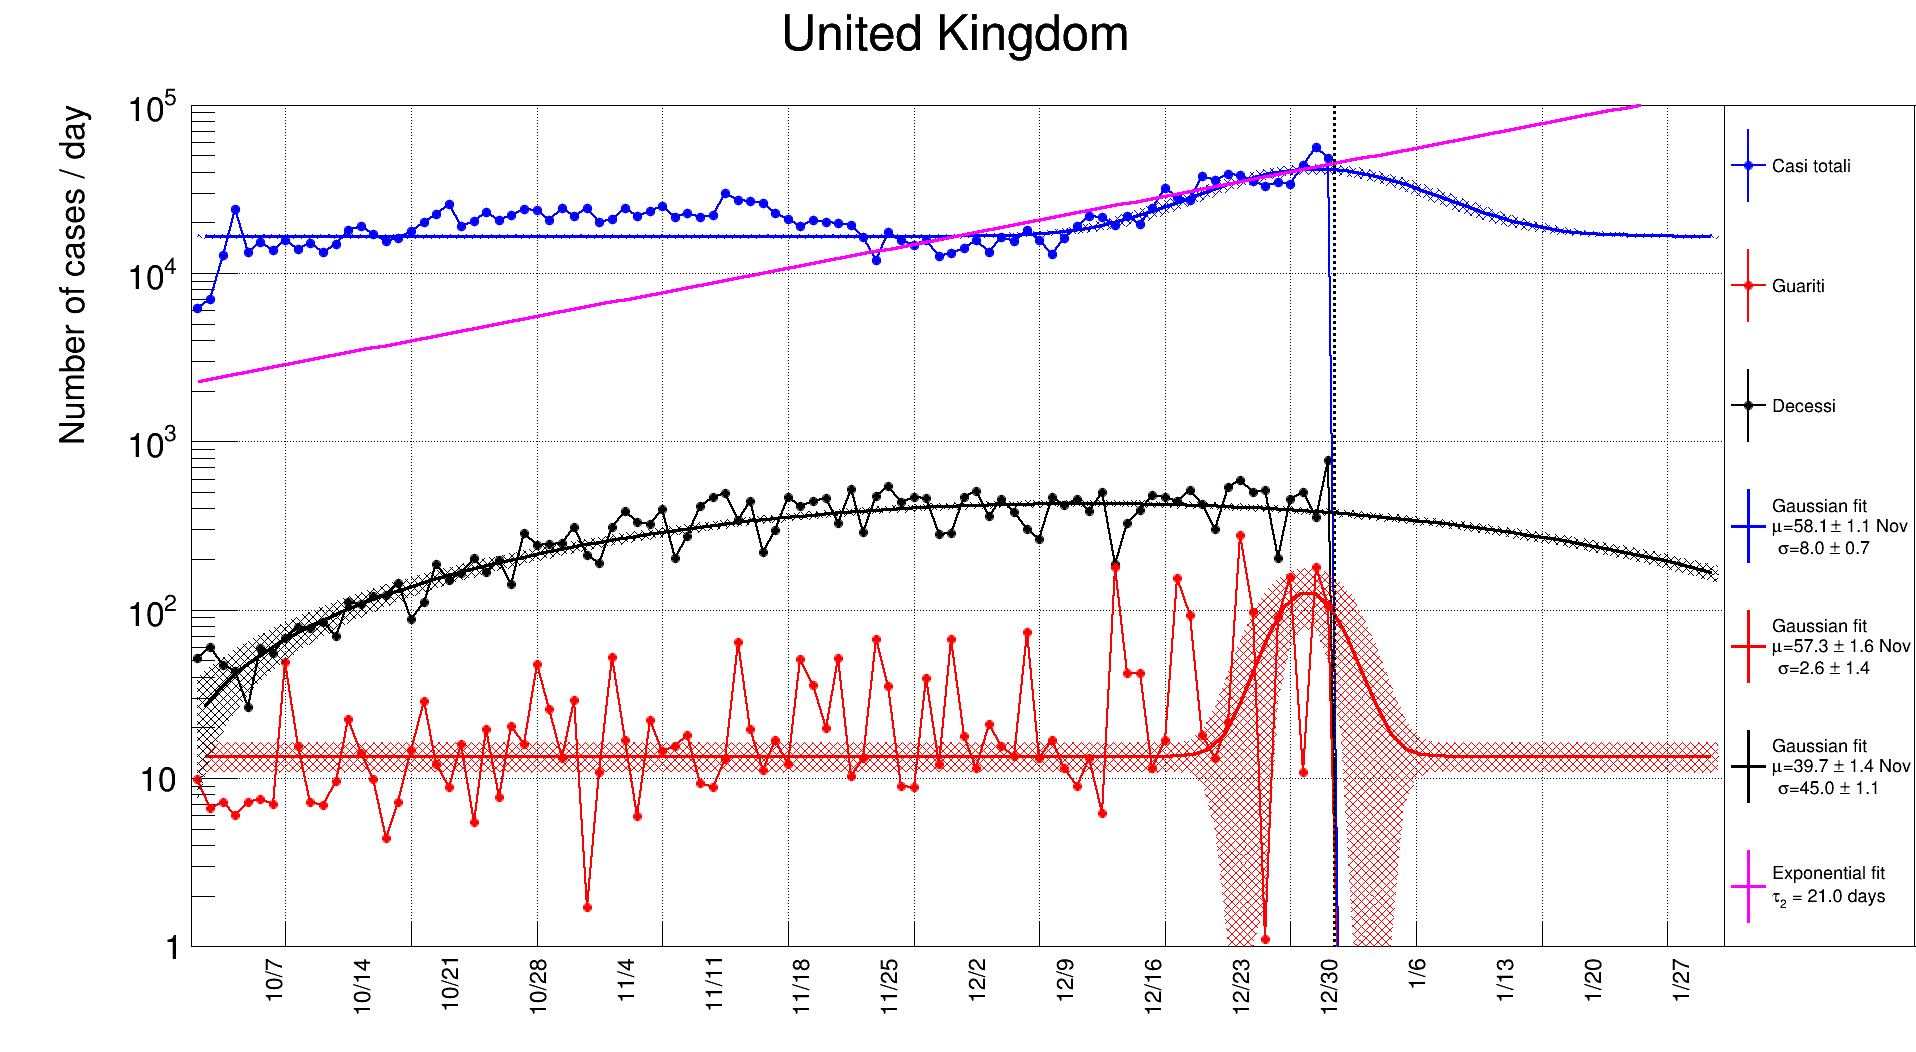 United Kingdom
Number of cases / day
10^5
10^4
10^3
10^2
10
1
10/7
10/14
10/21
10/28
11/4
11/11
11/18
11/25
12/2
12/9
12/16
12/23
12/30
1/6
1/13
1/20
1/27
Casi totali
Guariti
Decessi
Gaussian fit
μ=58.1 ± 1.1 Nov
σ=8.0 ± 0.7
Gaussian fit
μ=57.3 ± 1.6 Nov
σ=2.6 ± 1.4
Gaussian fit
μ=39.7 ± 1.4 Nov
σ=45.0 ± 1.1
Exponential fit
τ₂ = 21.0 days